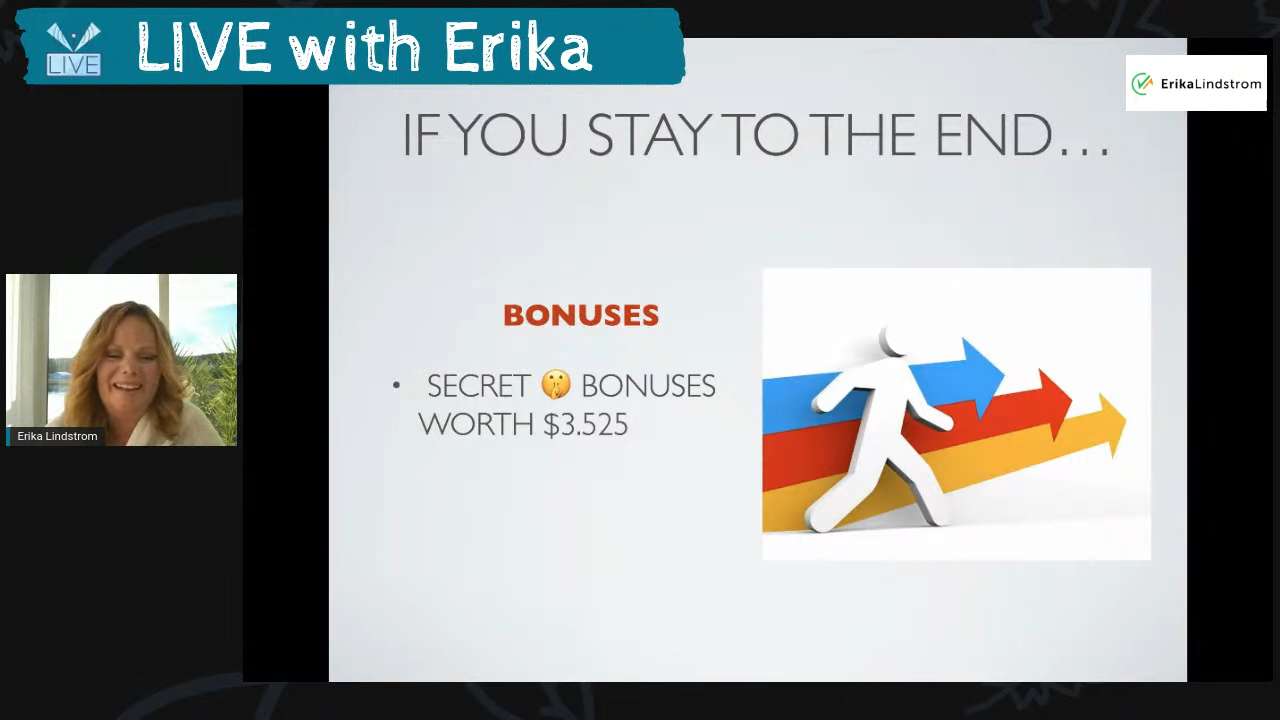 LIVE
LIVE with Erika
ErikaLindstrom
IF YOU STAY TO THE END...
BONUSES
• SECRET 🤫 BONUSES
WORTH $3.525
Erika Lindstrom